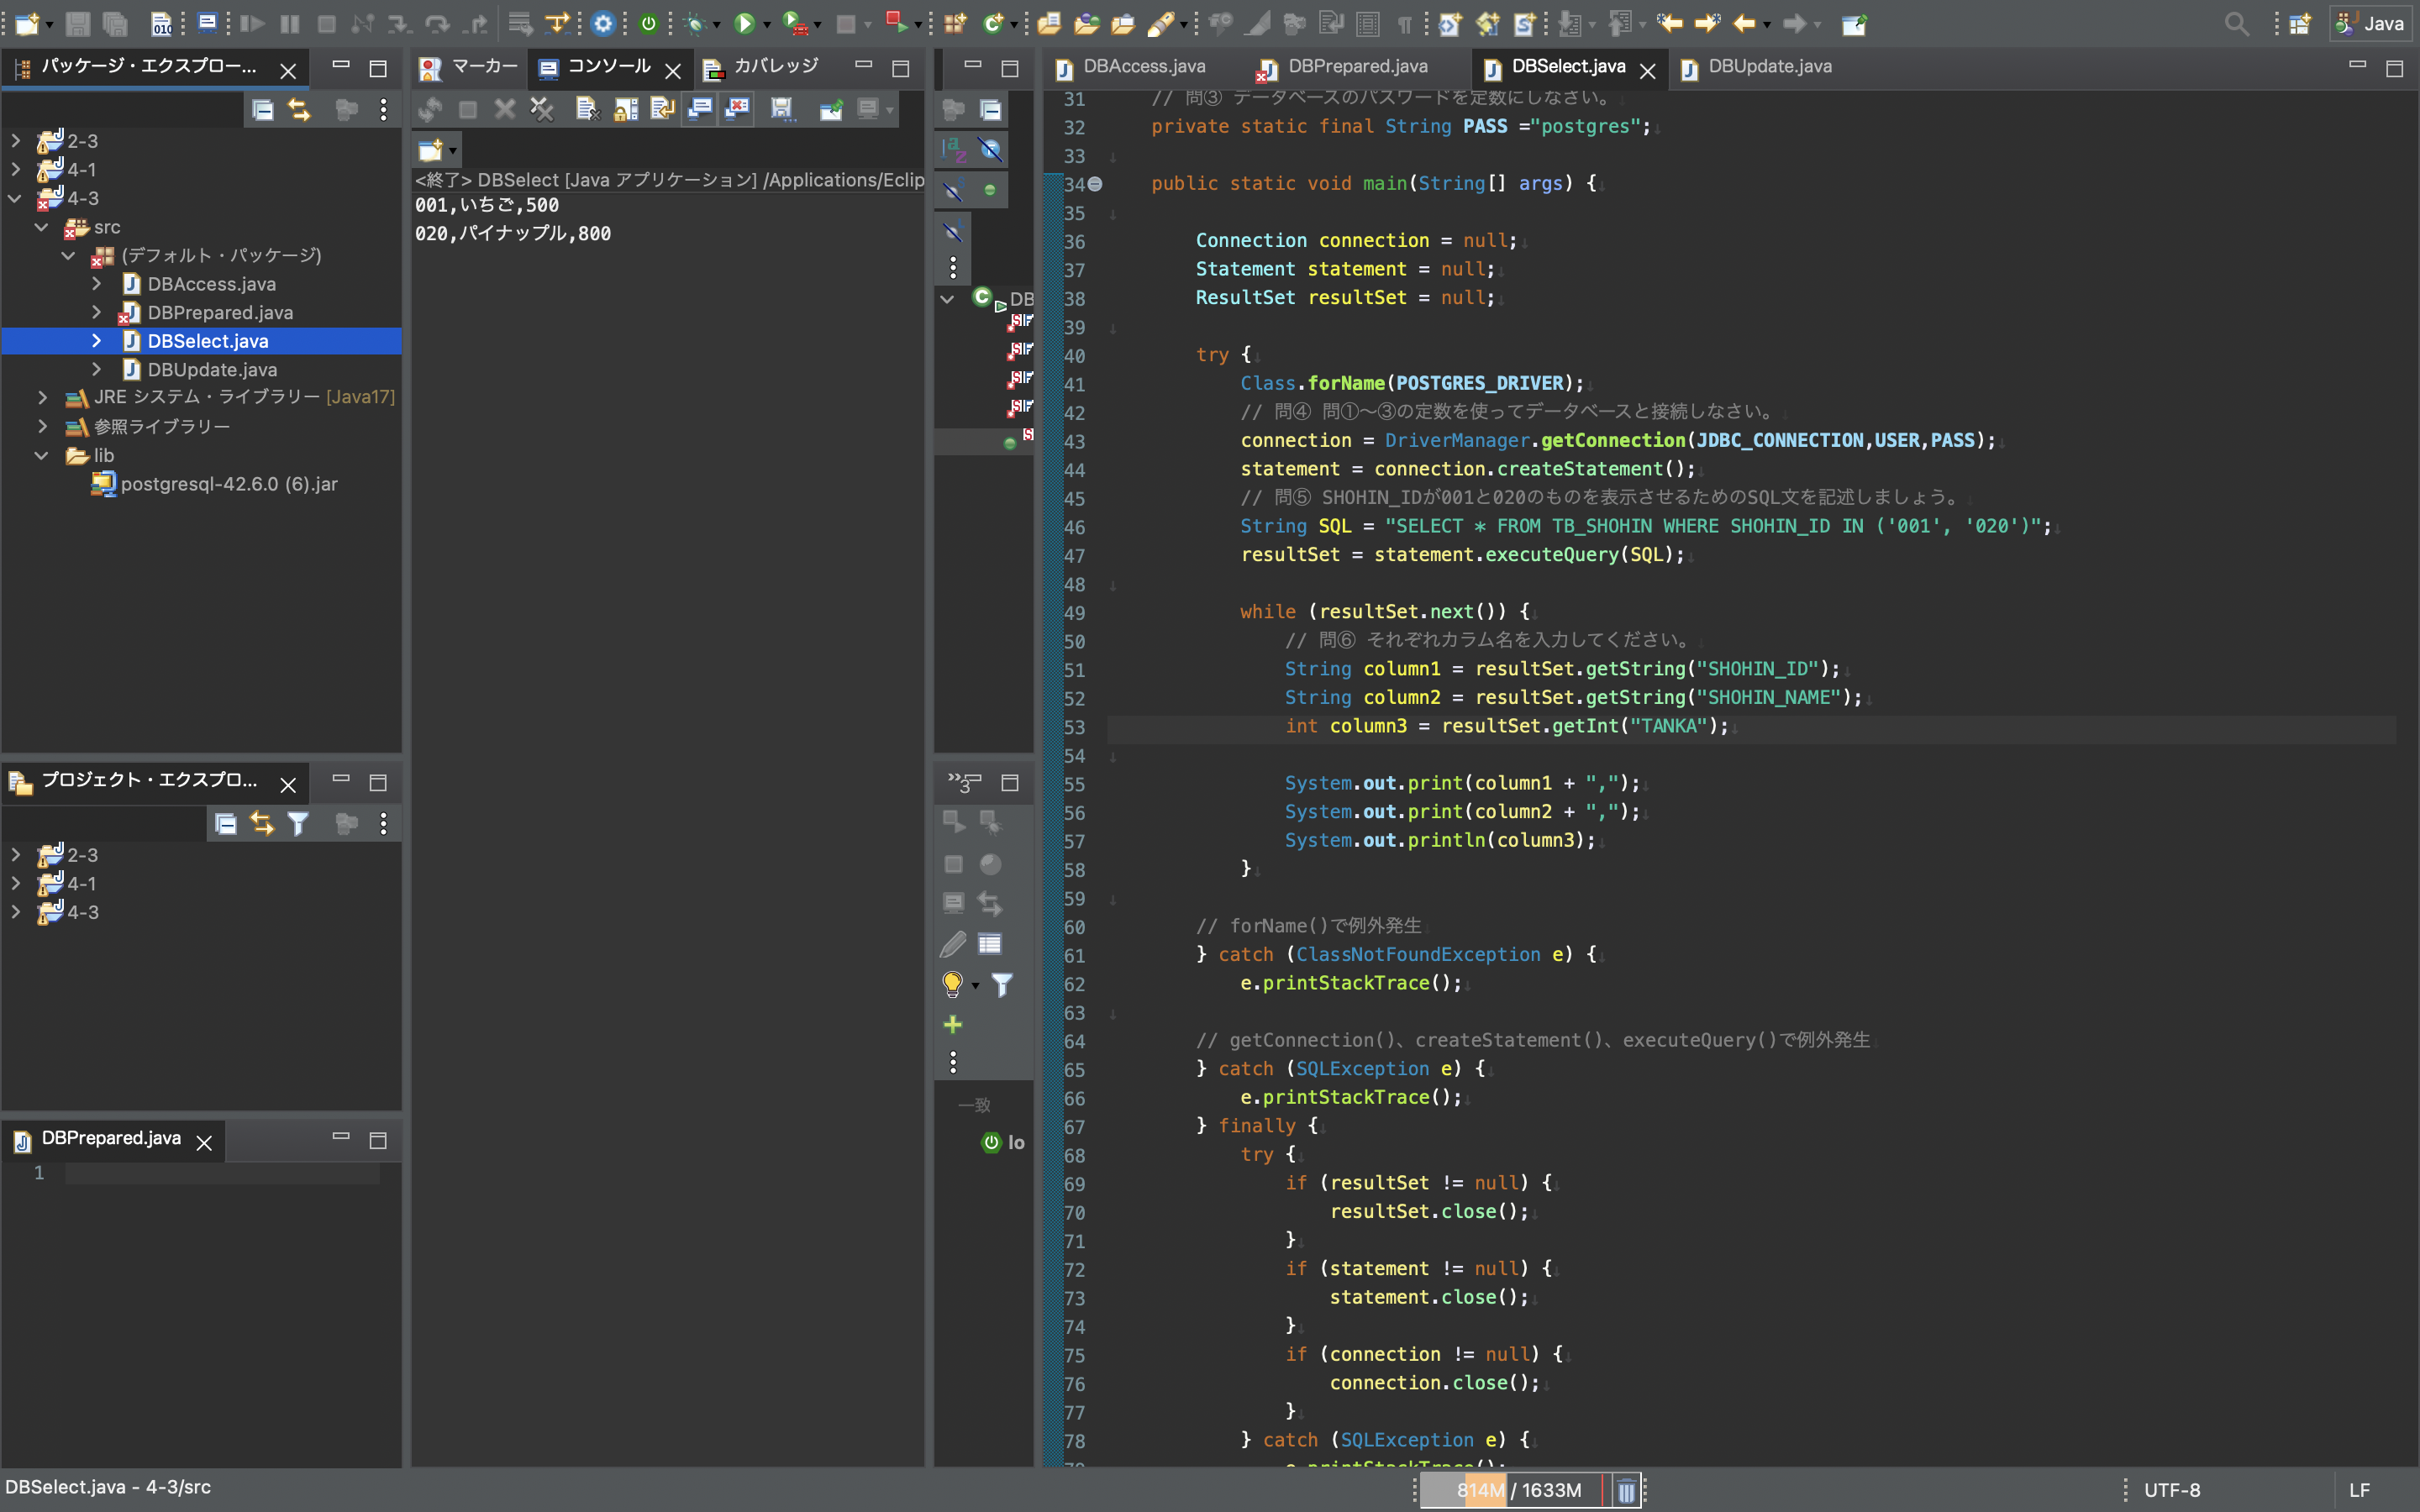 Java
パッケージ・エクスプロー...
2-3
4-1
4-3
src
(デフォルト・パッケージ)
DBAccess.java
DBPrepared.java
DBSelect.java
DBUpdate.java
JRE システム・ライブラリー [Java17]
参照ライブラリー
lib
postgresql-42.6.0 (6).jar
プロジェクト・エクスプロ...
2-3
4-1
4-3
DBPrepared.java
1
マーカー
コンソール
カバレッジ
<終了> DBSelect [Java アプリケーション] /Applications/Eclip
001,いちご,500
020,パイナップル,800
DB
»3
一致
lo
DBAccess.java
DBPrepared.java
DBSelect.java
DBUpdate.java
31 // 問③ データベースのパスワードを定数にしなさい。
32 private static final String PASS ="postgres";
33
34 public static void main(String[] args) {
35
36 Connection connection = null;
37 Statement statement = null;
38 ResultSet resultSet = null;
39
40 try {
41 Class.forName(POSTGRES_DRIVER);
42 // 問④ 問①〜③の定数を使ってデータベースと接続しなさい。
43 connection = DriverManager.getConnection(JDBC_CONNECTION,USER,PASS);
44 statement = connection.createStatement();
45 // 問⑤ SHOHIN_IDが001と020のものを表示させるためのSQL文を記述しましょう。
46 String SQL = "SELECT * FROM TB_SHOHIN WHERE SHOHIN_ID IN ('001', '020')";
47 resultSet = statement.executeQuery(SQL);
48
49 while (resultSet.next()) {
50 // 問⑥ それぞれカラム名を入力してください。
51 String column1 = resultSet.getString("SHOHIN_ID");
52 String column2 = resultSet.getString("SHOHIN_NAME");
53 int column3 = resultSet.getInt("TANKA");
54
55 System.out.print(column1 + ",");
56 System.out.print(column2 + ",");
57 System.out.println(column3);
58 }
59
60 // forName()で例外発生
61 } catch (ClassNotFoundException e) {
62 e.printStackTrace();
63
64 // getConnection()、createStatement()、executeQuery()で例外発生
65 } catch (SQLException e) {
66 e.printStackTrace();
67 } finally {
68 try {
69 if (resultSet != null) {
70 resultSet.close();
71 }
72 if (statement != null) {
73 statement.close();
74 }
75 if (connection != null) {
76 connection.close();
77 }
78 } catch (SQLException e) {
DBSelect.java - 4-3/src
814M / 1633M
UTF-8
LF